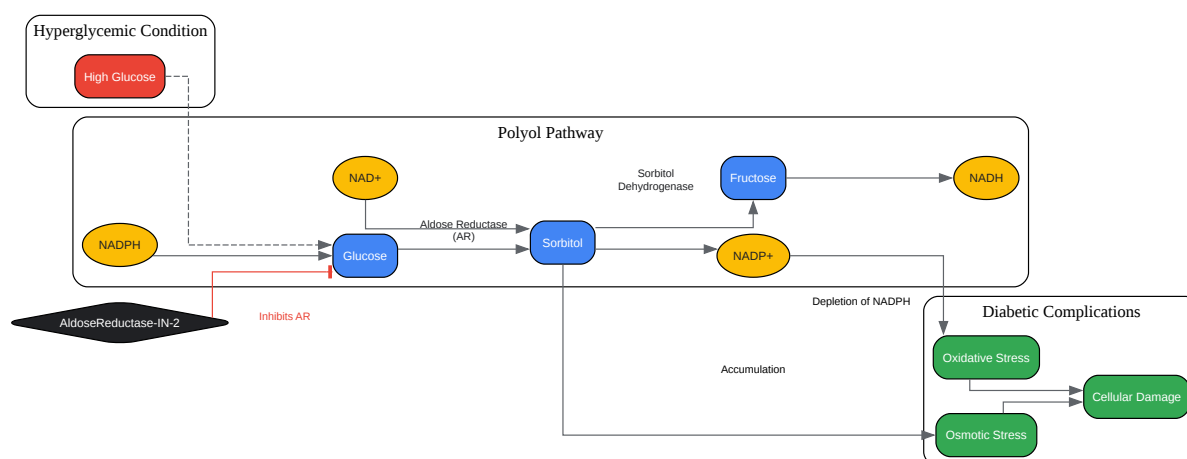 Hyperglycemic Condition
High Glucose
Polyol Pathway
NAD+
Sorbitol
Dehydrogenase
Fructose
NADH
NADPH
Aldose Reductase
(AR)
Glucose
Sorbitol
NADP+
AldoseReductase-IN-2
Inhibits AR
Depletion of NADPH
Diabetic Complications
Oxidative Stress
Accumulation
Cellular Damage
Osmotic Stress